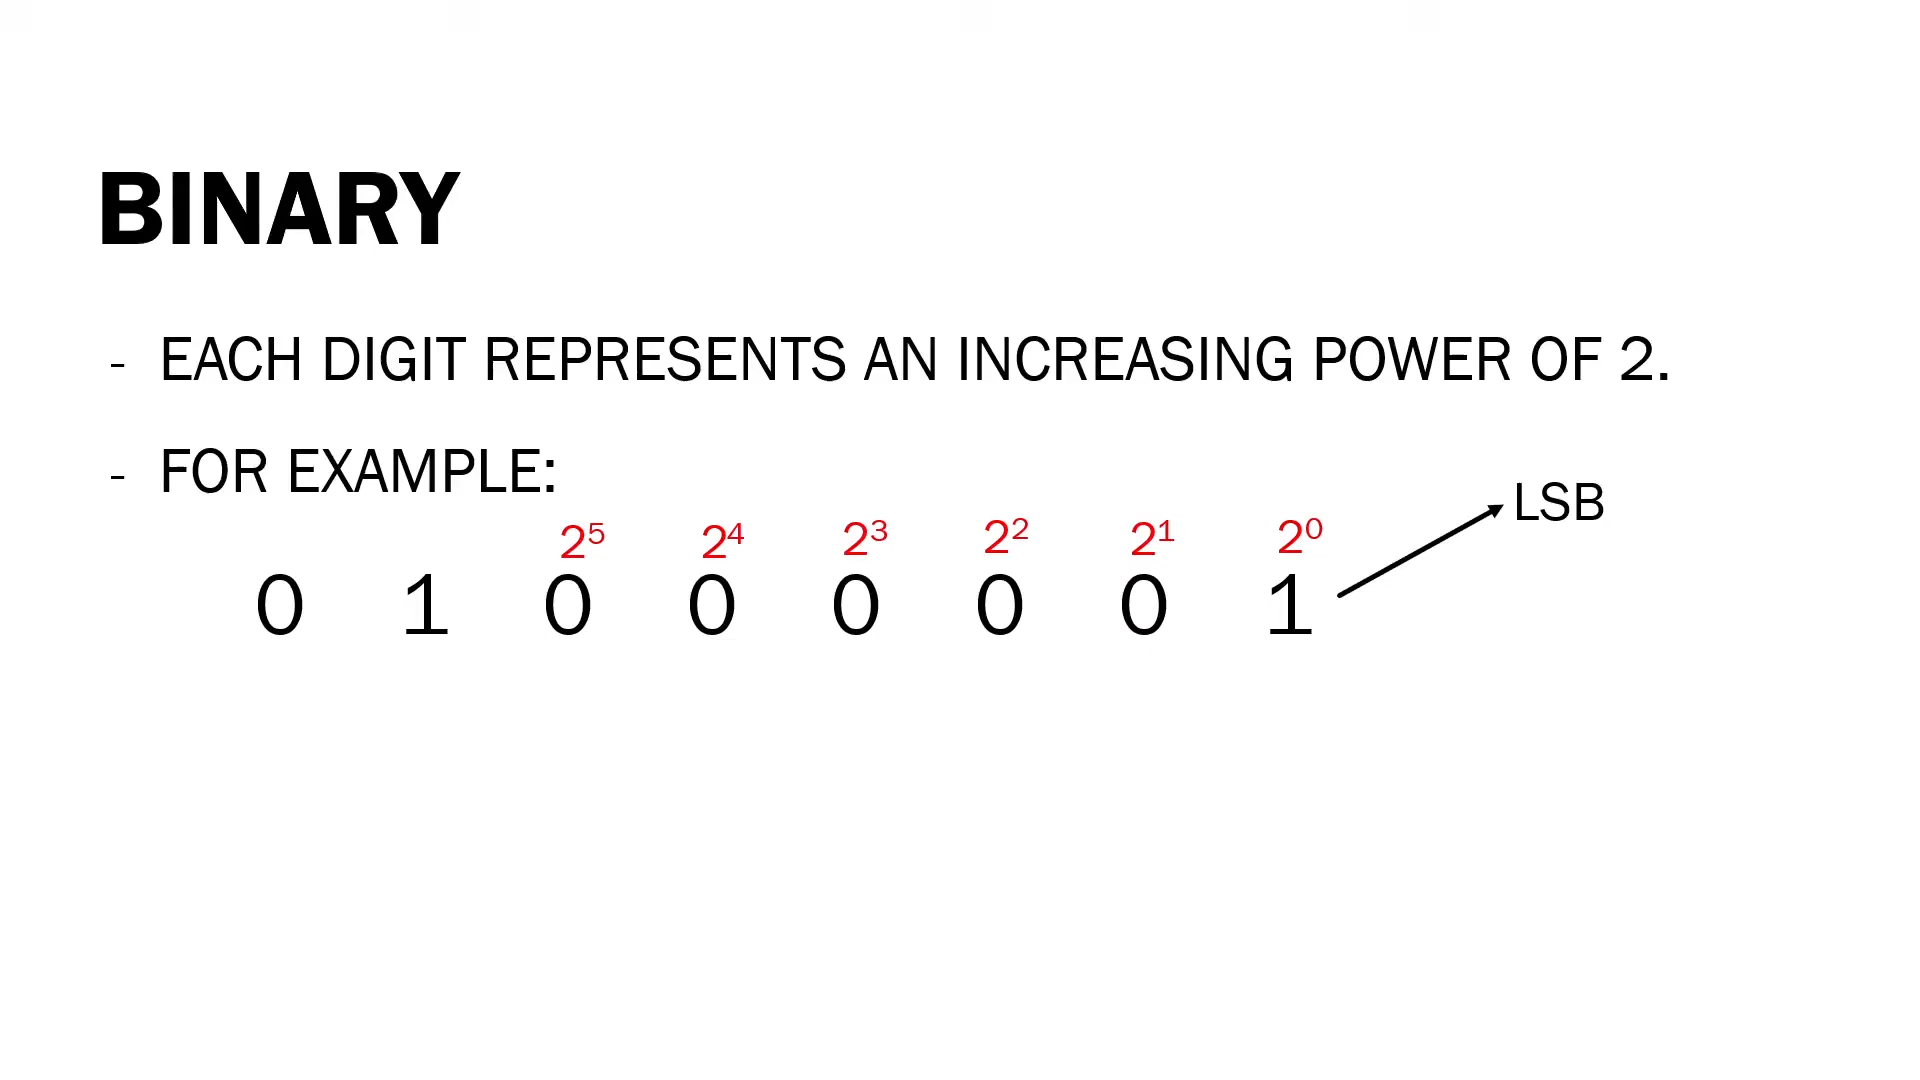 BINARY
- EACH DIGIT REPRESENTS AN INCREASING POWER OF 2.
- FOR EXAMPLE:
LSB
2⁵ 2⁴ 2³ 2² 2¹ 2⁰
0 1 0 0 0 0 0 1